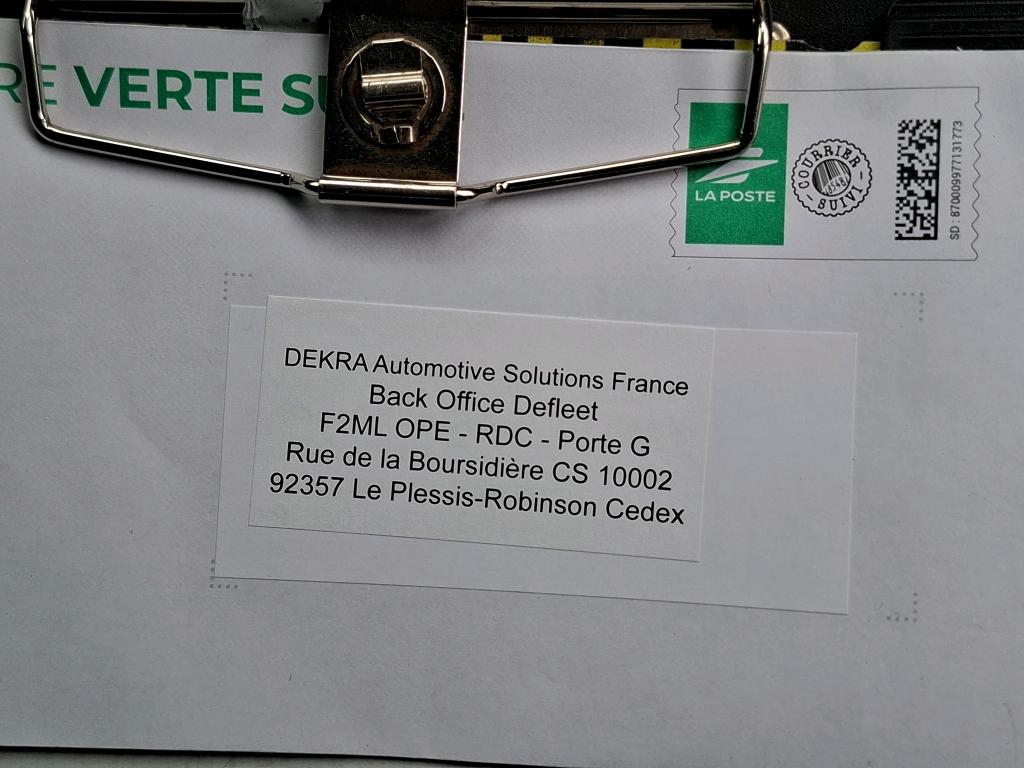 VERTE
LA POSTE
COURRIER
SUIVI
SD : 870009977131773
DEKRA Automotive Solutions France
Back Office Defleet
F2ML OPE - RDC - Porte G
Rue de la Boursidière CS 10002
92357 Le Plessis-Robinson Cedex